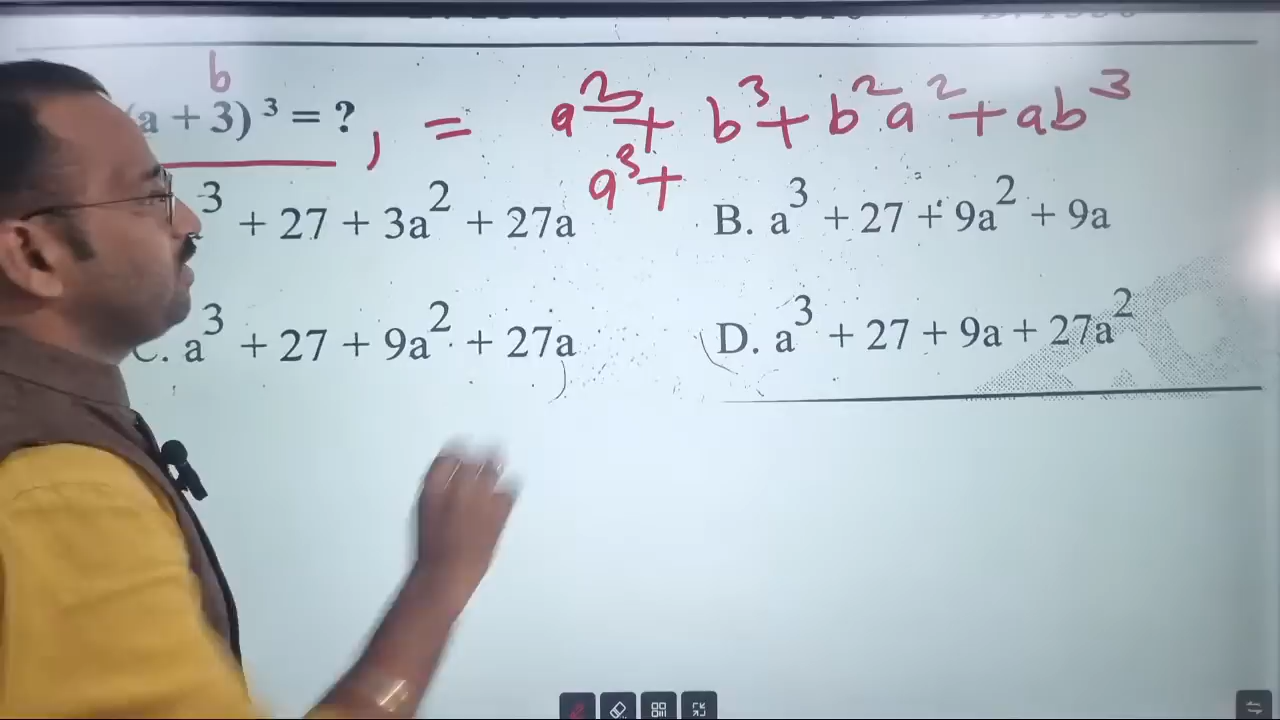 b
(a + 3)³ = ? , = a³ + b³ + b²a² + ab³
a³ +
³ + 27 + 3a² + 27a
B. a³ + 27 + 9a² + 9a
C. a³ + 27 + 9a² + 27a
D. a³ + 27 + 9a + 27a²